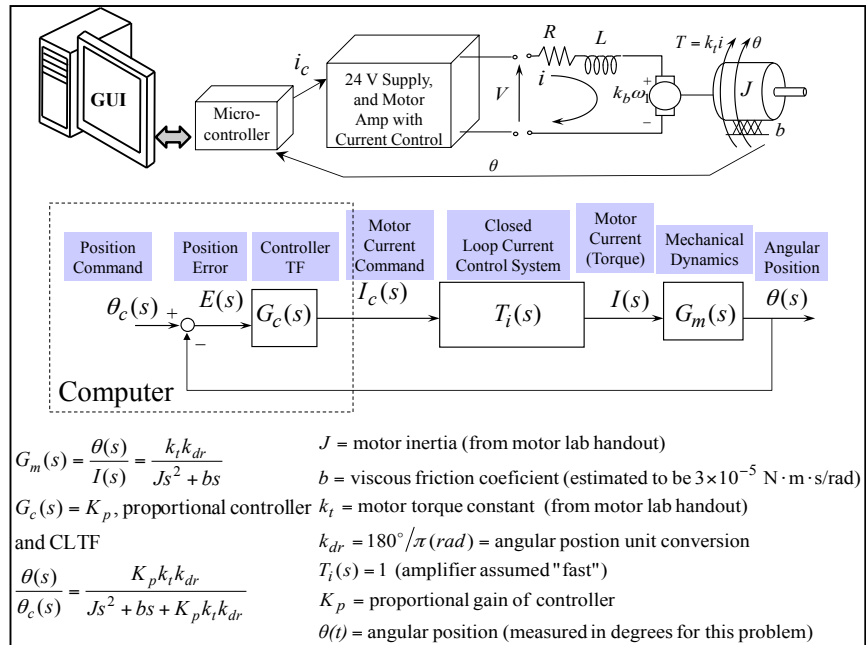 GUI
Micro-
controller
i_c
24 V Supply,
and Motor
Amp with
Current Control
V
R
L
i
k_b ω_1
+
−
T = k_t i
θ
J
b
θ
Position
Command
Position
Error
Controller
TF
Motor
Current
Command
Closed
Loop Current
Control System
Motor
Current
(Torque)
Mechanical
Dynamics
Angular
Position
θ_c(s)
+
−
E(s)
G_c(s)
I_c(s)
T_i(s)
I(s)
G_m(s)
θ(s)
Computer
G_m(s) = θ(s)/I(s) = k_t k_dr / (Js² + bs)
G_c(s) = K_p, proportional controller
and CLTF
θ(s)/θ_c(s) = K_p k_t k_dr / (Js² + bs + K_p k_t k_dr)
J = motor inertia (from motor lab handout)
b = viscous friction coeficient (estimated to be 3×10⁻⁵ N·m·s/rad)
k_t = motor torque constant (from motor lab handout)
k_dr = 180°/π(rad) = angular postion unit conversion
T_i(s) = 1 (amplifier assumed "fast")
K_p = proportional gain of controller
θ(t) = angular position (measured in degrees for this problem)